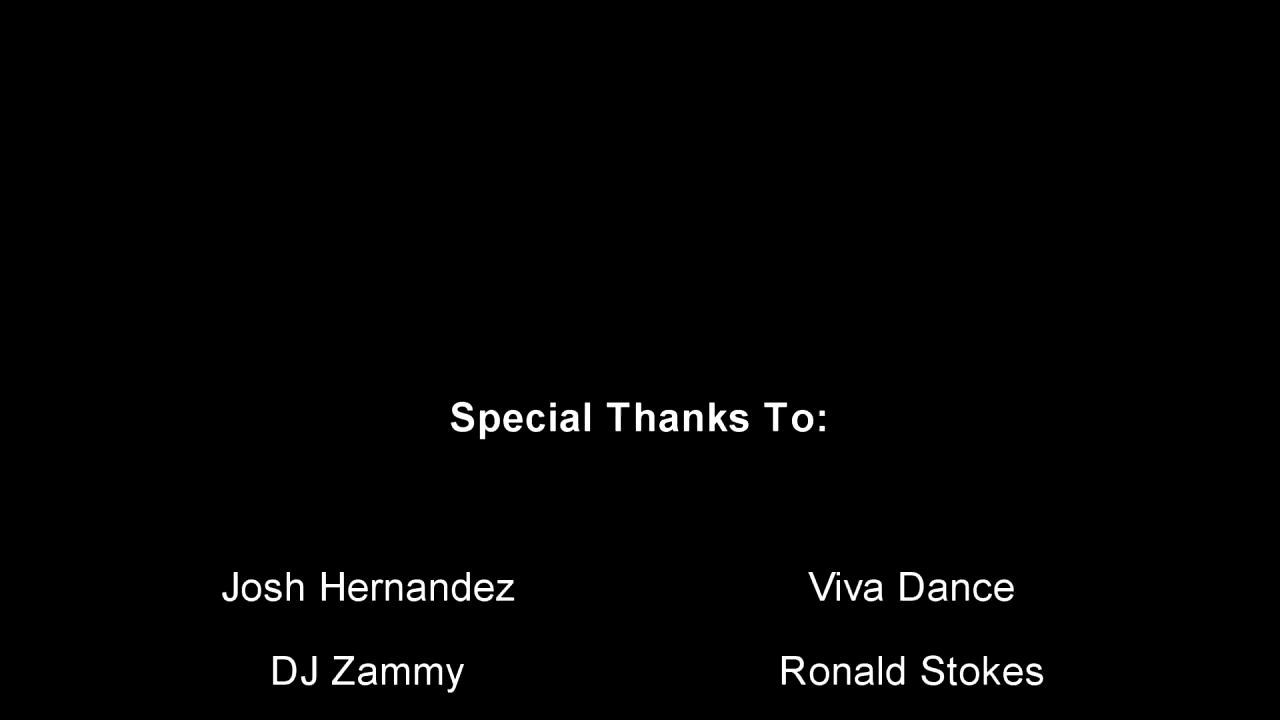 Special Thanks To:
Josh Hernandez Viva Dance
DJ Zammy Ronald Stokes